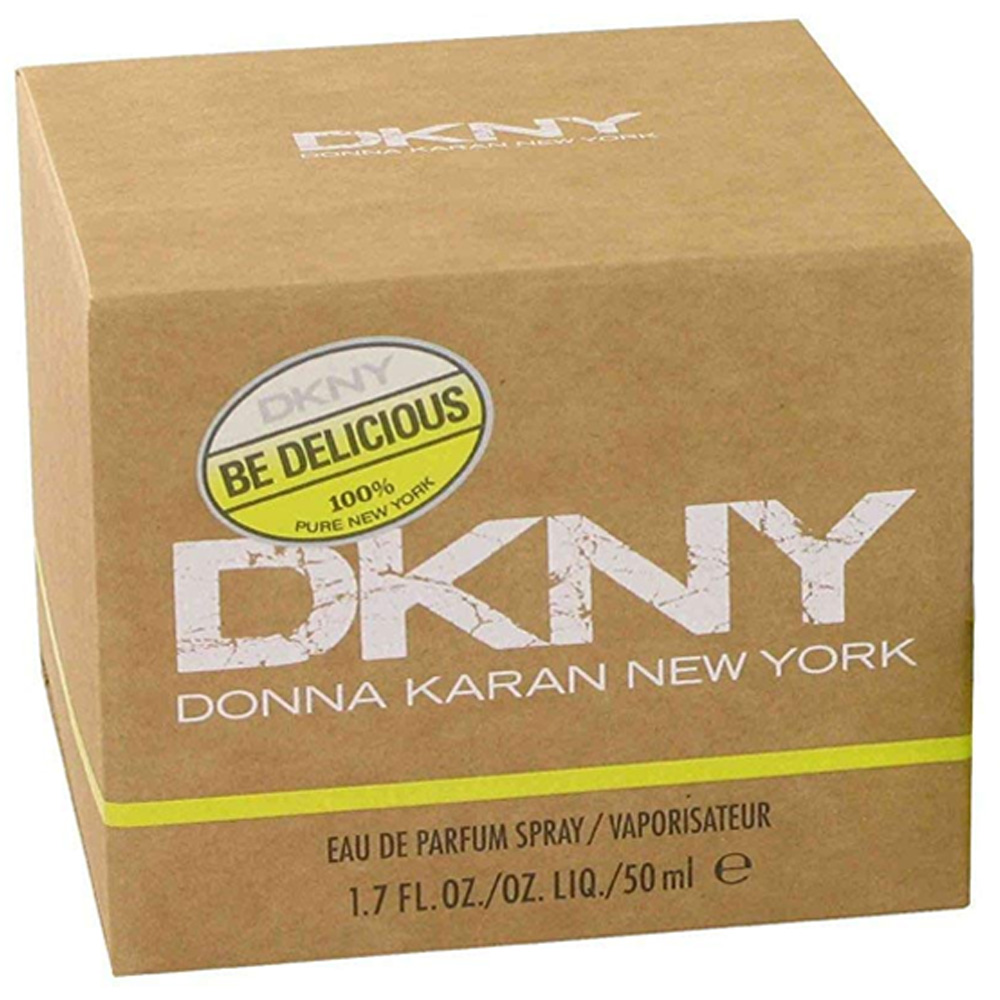 DKNY
DONNA KARAN NEW YORK
DKNY
BE DELICIOUS
100%
PURE NEW YORK
DKNY
DONNA KARAN NEW YORK
EAU DE PARFUM SPRAY/VAPORISATEUR
1.7 FL.OZ./OZ. LIQ./50 ml ℮